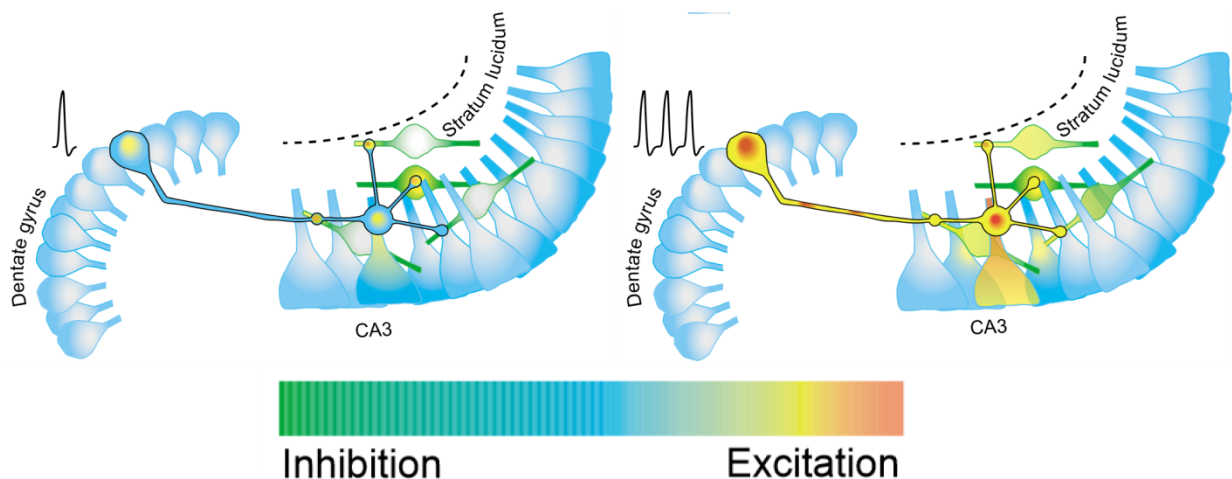 Stratum lucidum
Dentate gyrus
CA3
Stratum lucidum
Dentate gyrus
CA3
Inhibition
Excitation